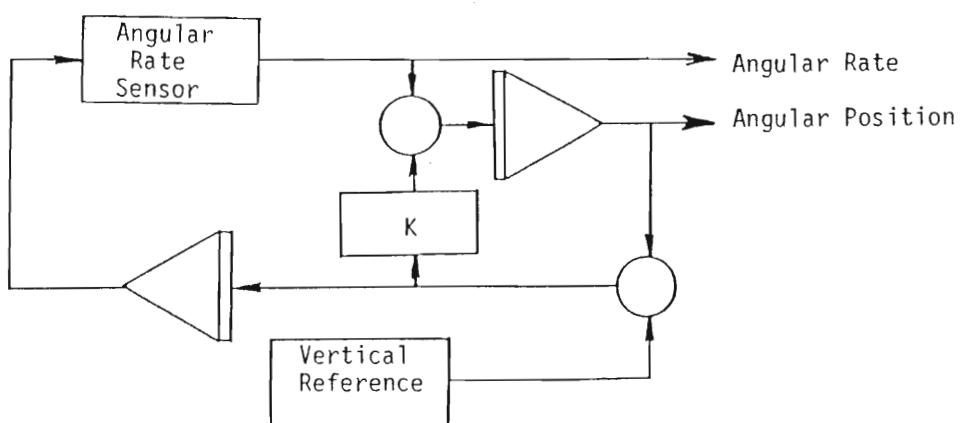 Angular
Rate
Sensor
Angular Rate
Angular Position
K
Vertical
Reference